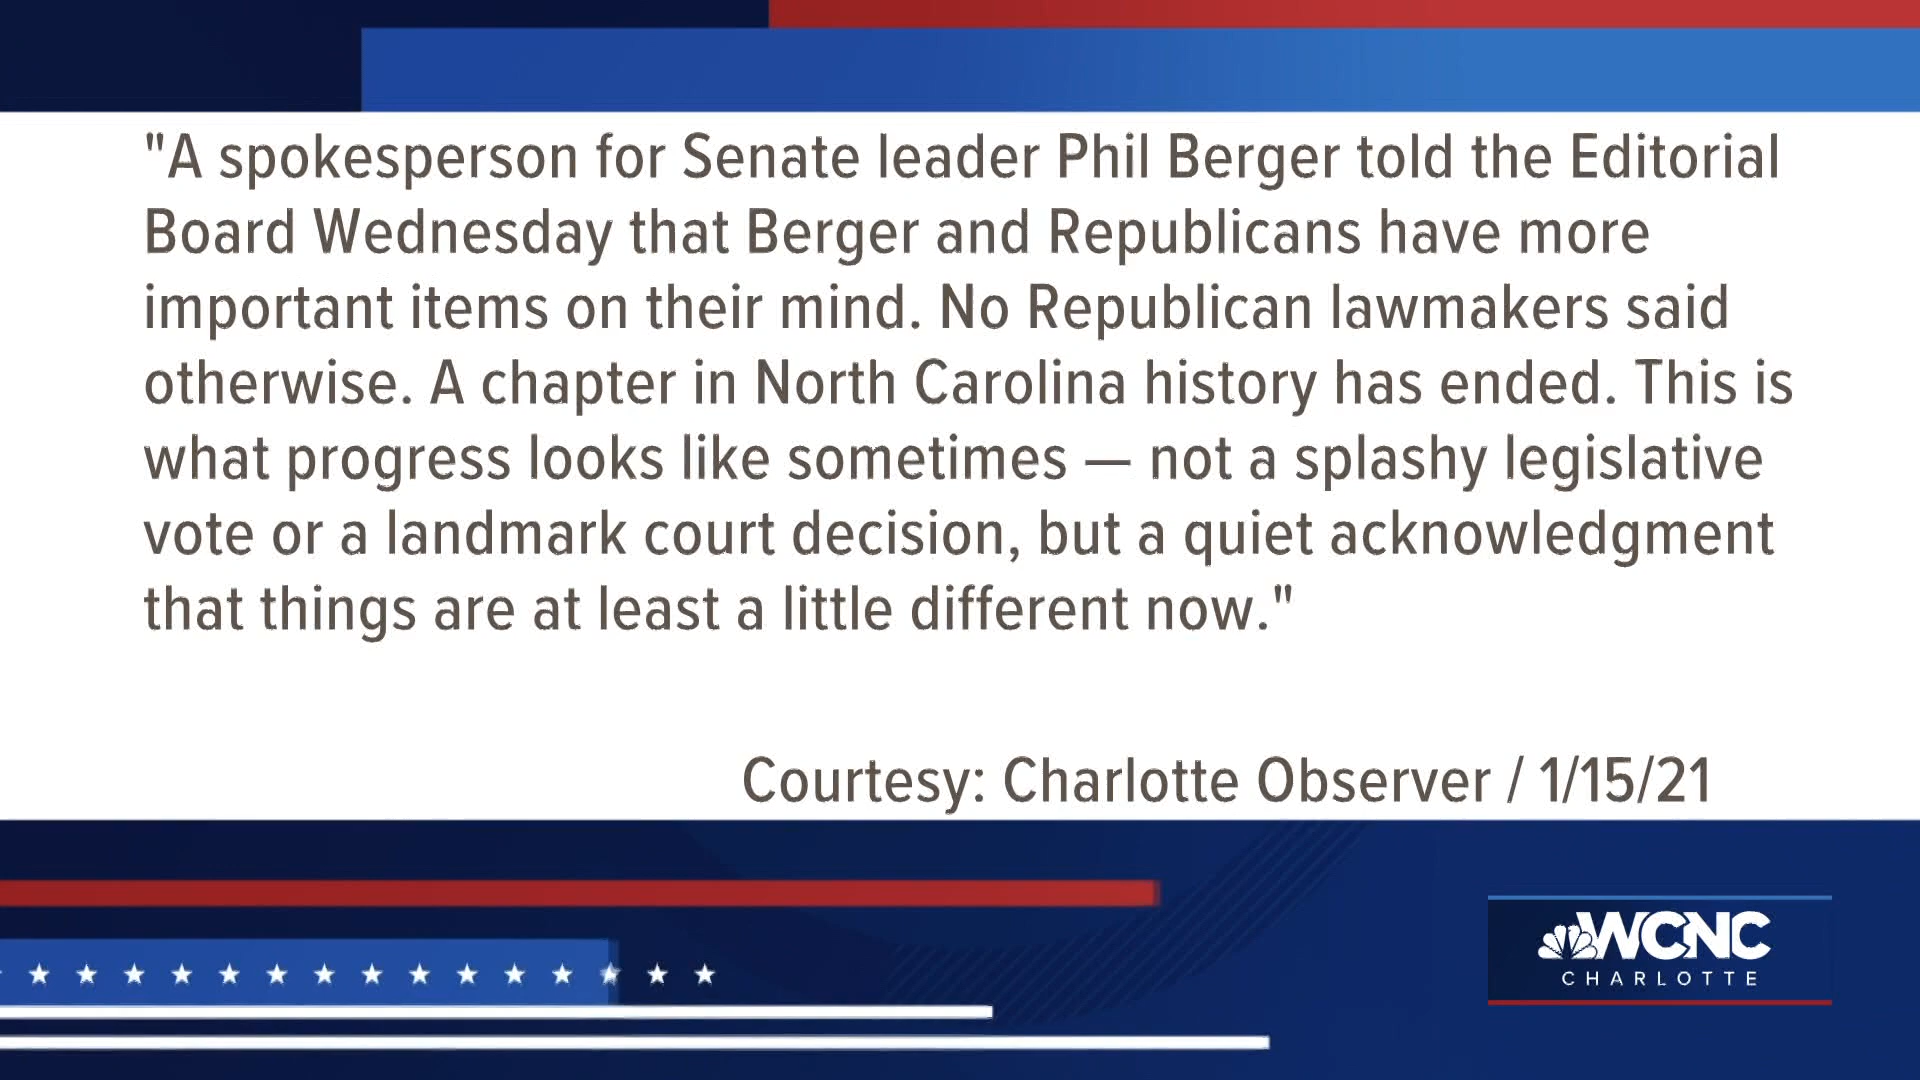 "A spokesperson for Senate leader Phil Berger told the Editorial
Board Wednesday that Berger and Republicans have more
important items on their mind. No Republican lawmakers said
otherwise. A chapter in North Carolina history has ended. This is
what progress looks like sometimes — not a splashy legislative
vote or a landmark court decision, but a quiet acknowledgment
that things are at least a little different now."
Courtesy: Charlotte Observer / 1/15/21
WCNC
CHARLOTTE